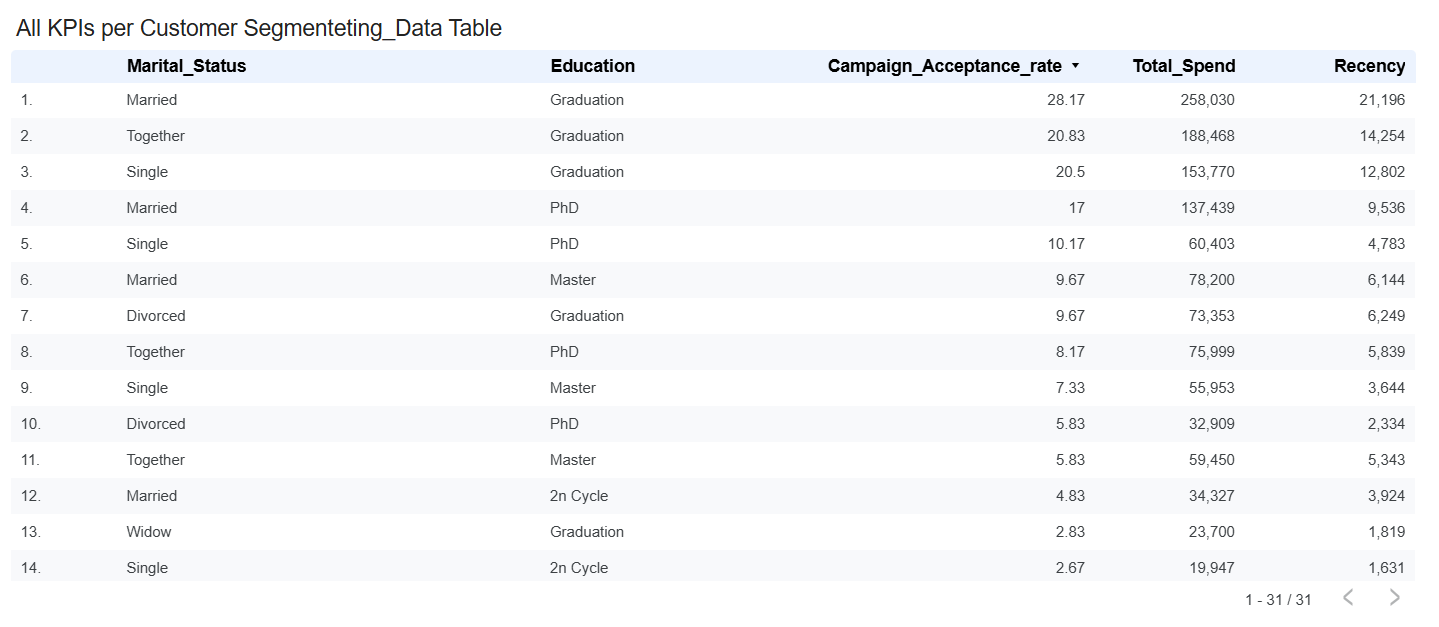 All KPIs per Customer Segmenteting_Data Table
Marital_Status Education Campaign_Acceptance_rate Total_Spend Recency
1. Married Graduation 28.17 258,030 21,196
2. Together Graduation 20.83 188,468 14,254
3. Single Graduation 20.5 153,770 12,802
4. Married PhD 17 137,439 9,536
5. Single PhD 10.17 60,403 4,783
6. Married Master 9.67 78,200 6,144
7. Divorced Graduation 9.67 73,353 6,249
8. Together PhD 8.17 75,999 5,839
9. Single Master 7.33 55,953 3,644
10. Divorced PhD 5.83 32,909 2,334
11. Together Master 5.83 59,450 5,343
12. Married 2n Cycle 4.83 34,327 3,924
13. Widow Graduation 2.83 23,700 1,819
14. Single 2n Cycle 2.67 19,947 1,631
1 - 31 / 31